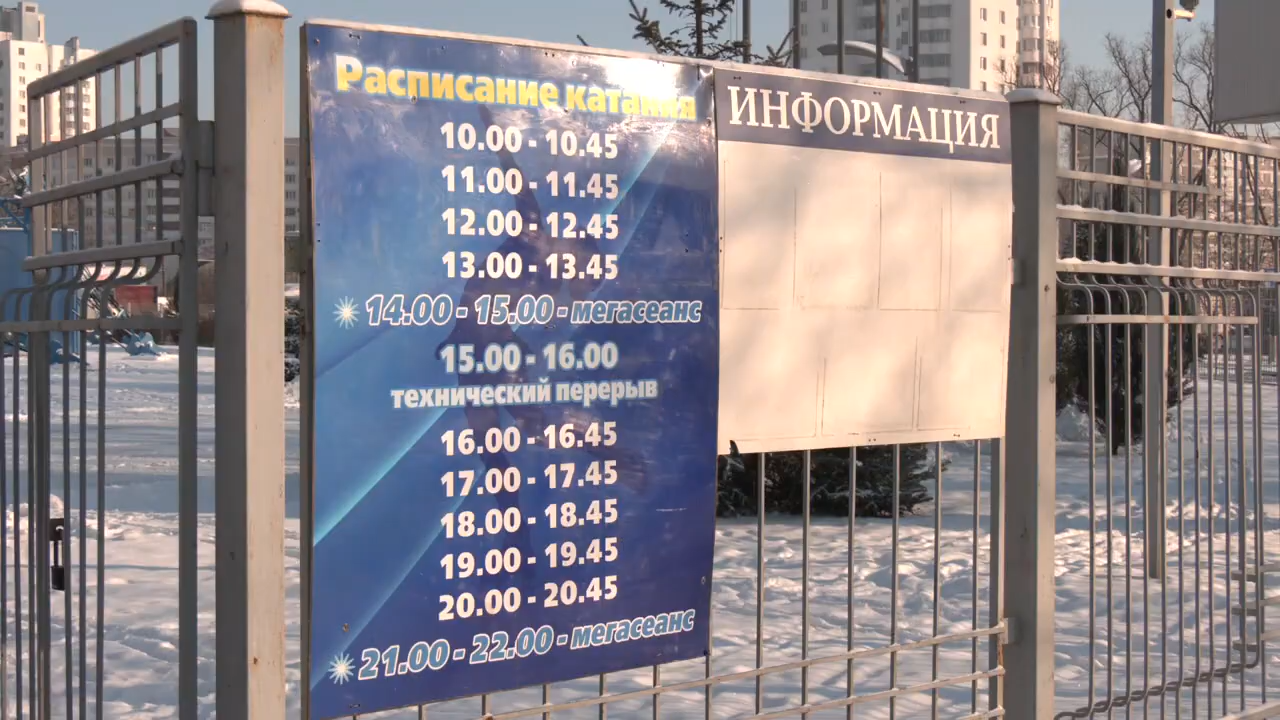 Расписание катания
10.00 - 10.45
11.00 - 11.45
12.00 - 12.45
13.00 - 13.45
14.00 - 15.00 - мегасеанс
15.00 - 16.00
технический перерыв
16.00 - 16.45
17.00 - 17.45
18.00 - 18.45
19.00 - 19.45
20.00 - 20.45
21.00 - 22.00 - мегасеанс
ИНФОРМАЦИЯ